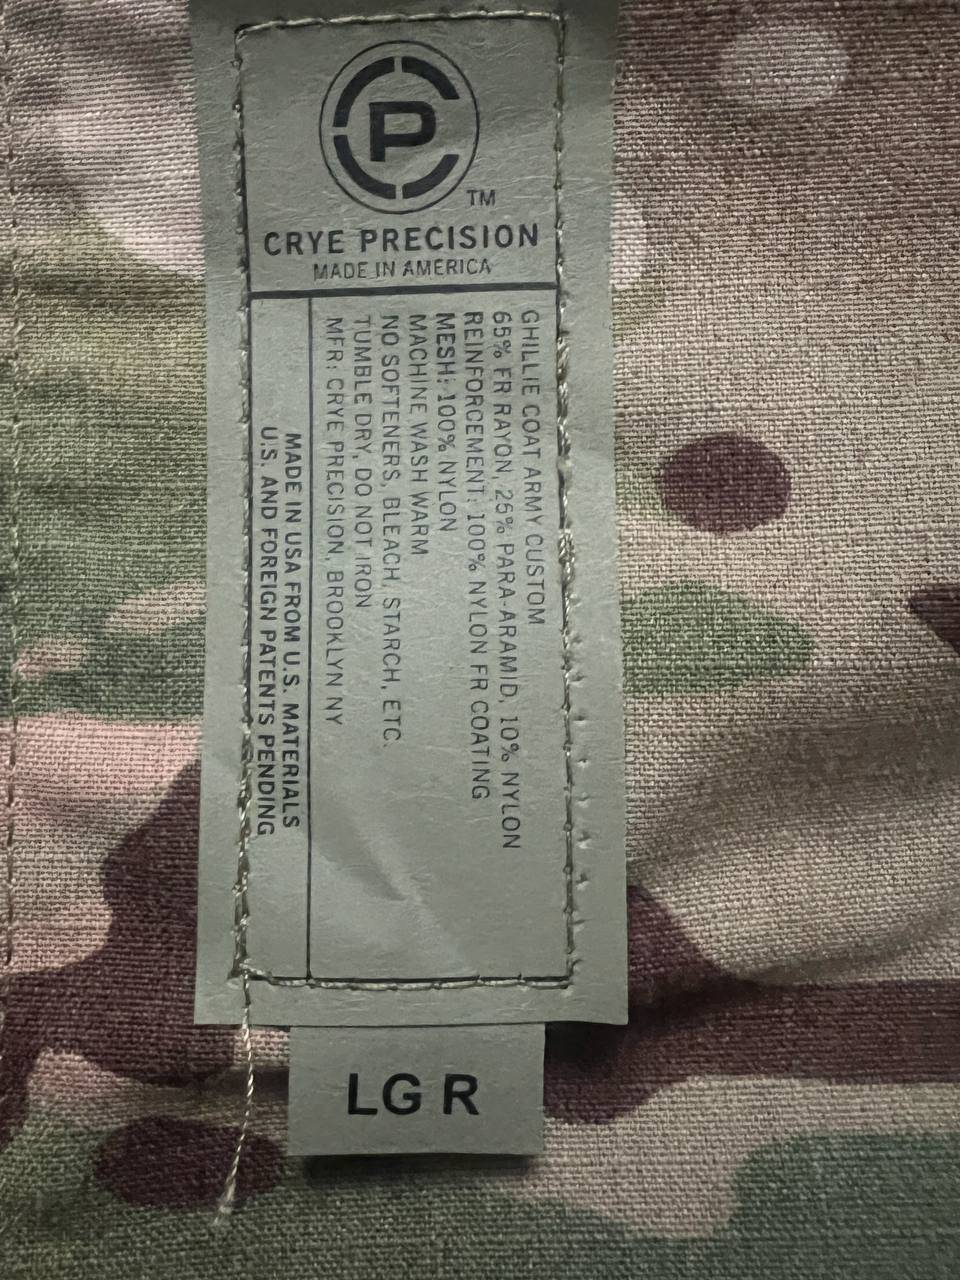 CP
TM
CRYE PRECISION
MADE IN AMERICA
GHILLIE COAT ARMY CUSTOM
65% FR RAYON, 25% PARA-ARAMID, 10% NYLON
REINFORCEMENT: 100% NYLON FR COATING
MESH: 100% NYLON
MACHINE WASH WARM
NO SOFTENERS, BLEACH, STARCH, ETC.
TUMBLE DRY, DO NOT IRON
MFR: CRYE PRECISION, BROOKLYN NY
MADE IN USA FROM U.S. MATERIALS
U.S. AND FOREIGN PATENTS PENDING
LG R